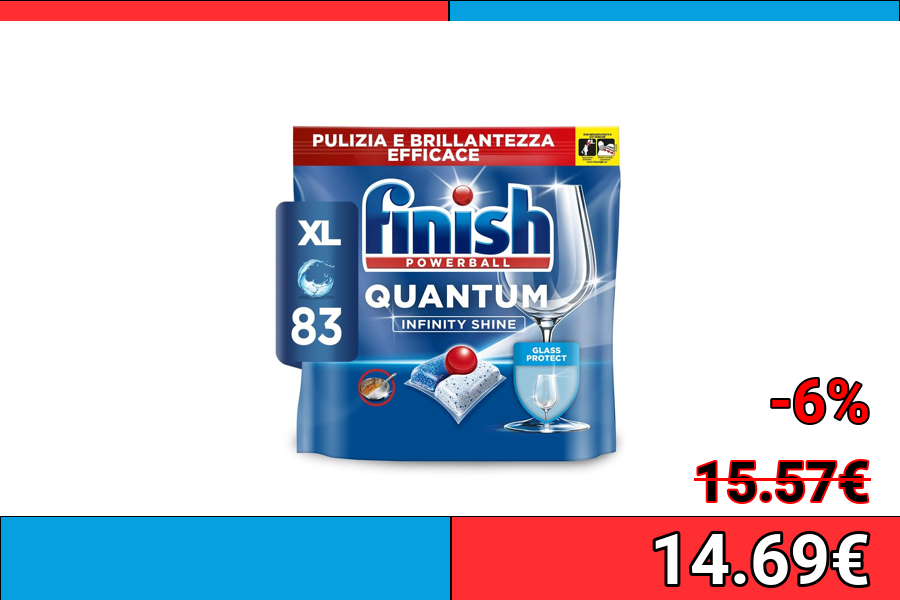 PULIZIA E BRILLANTEZZA
EFFICACE
finish
POWERBALL
XL
83
QUANTUM
INFINITY SHINE
GLASS
PROTECT
-6%
15.57€
14.69€